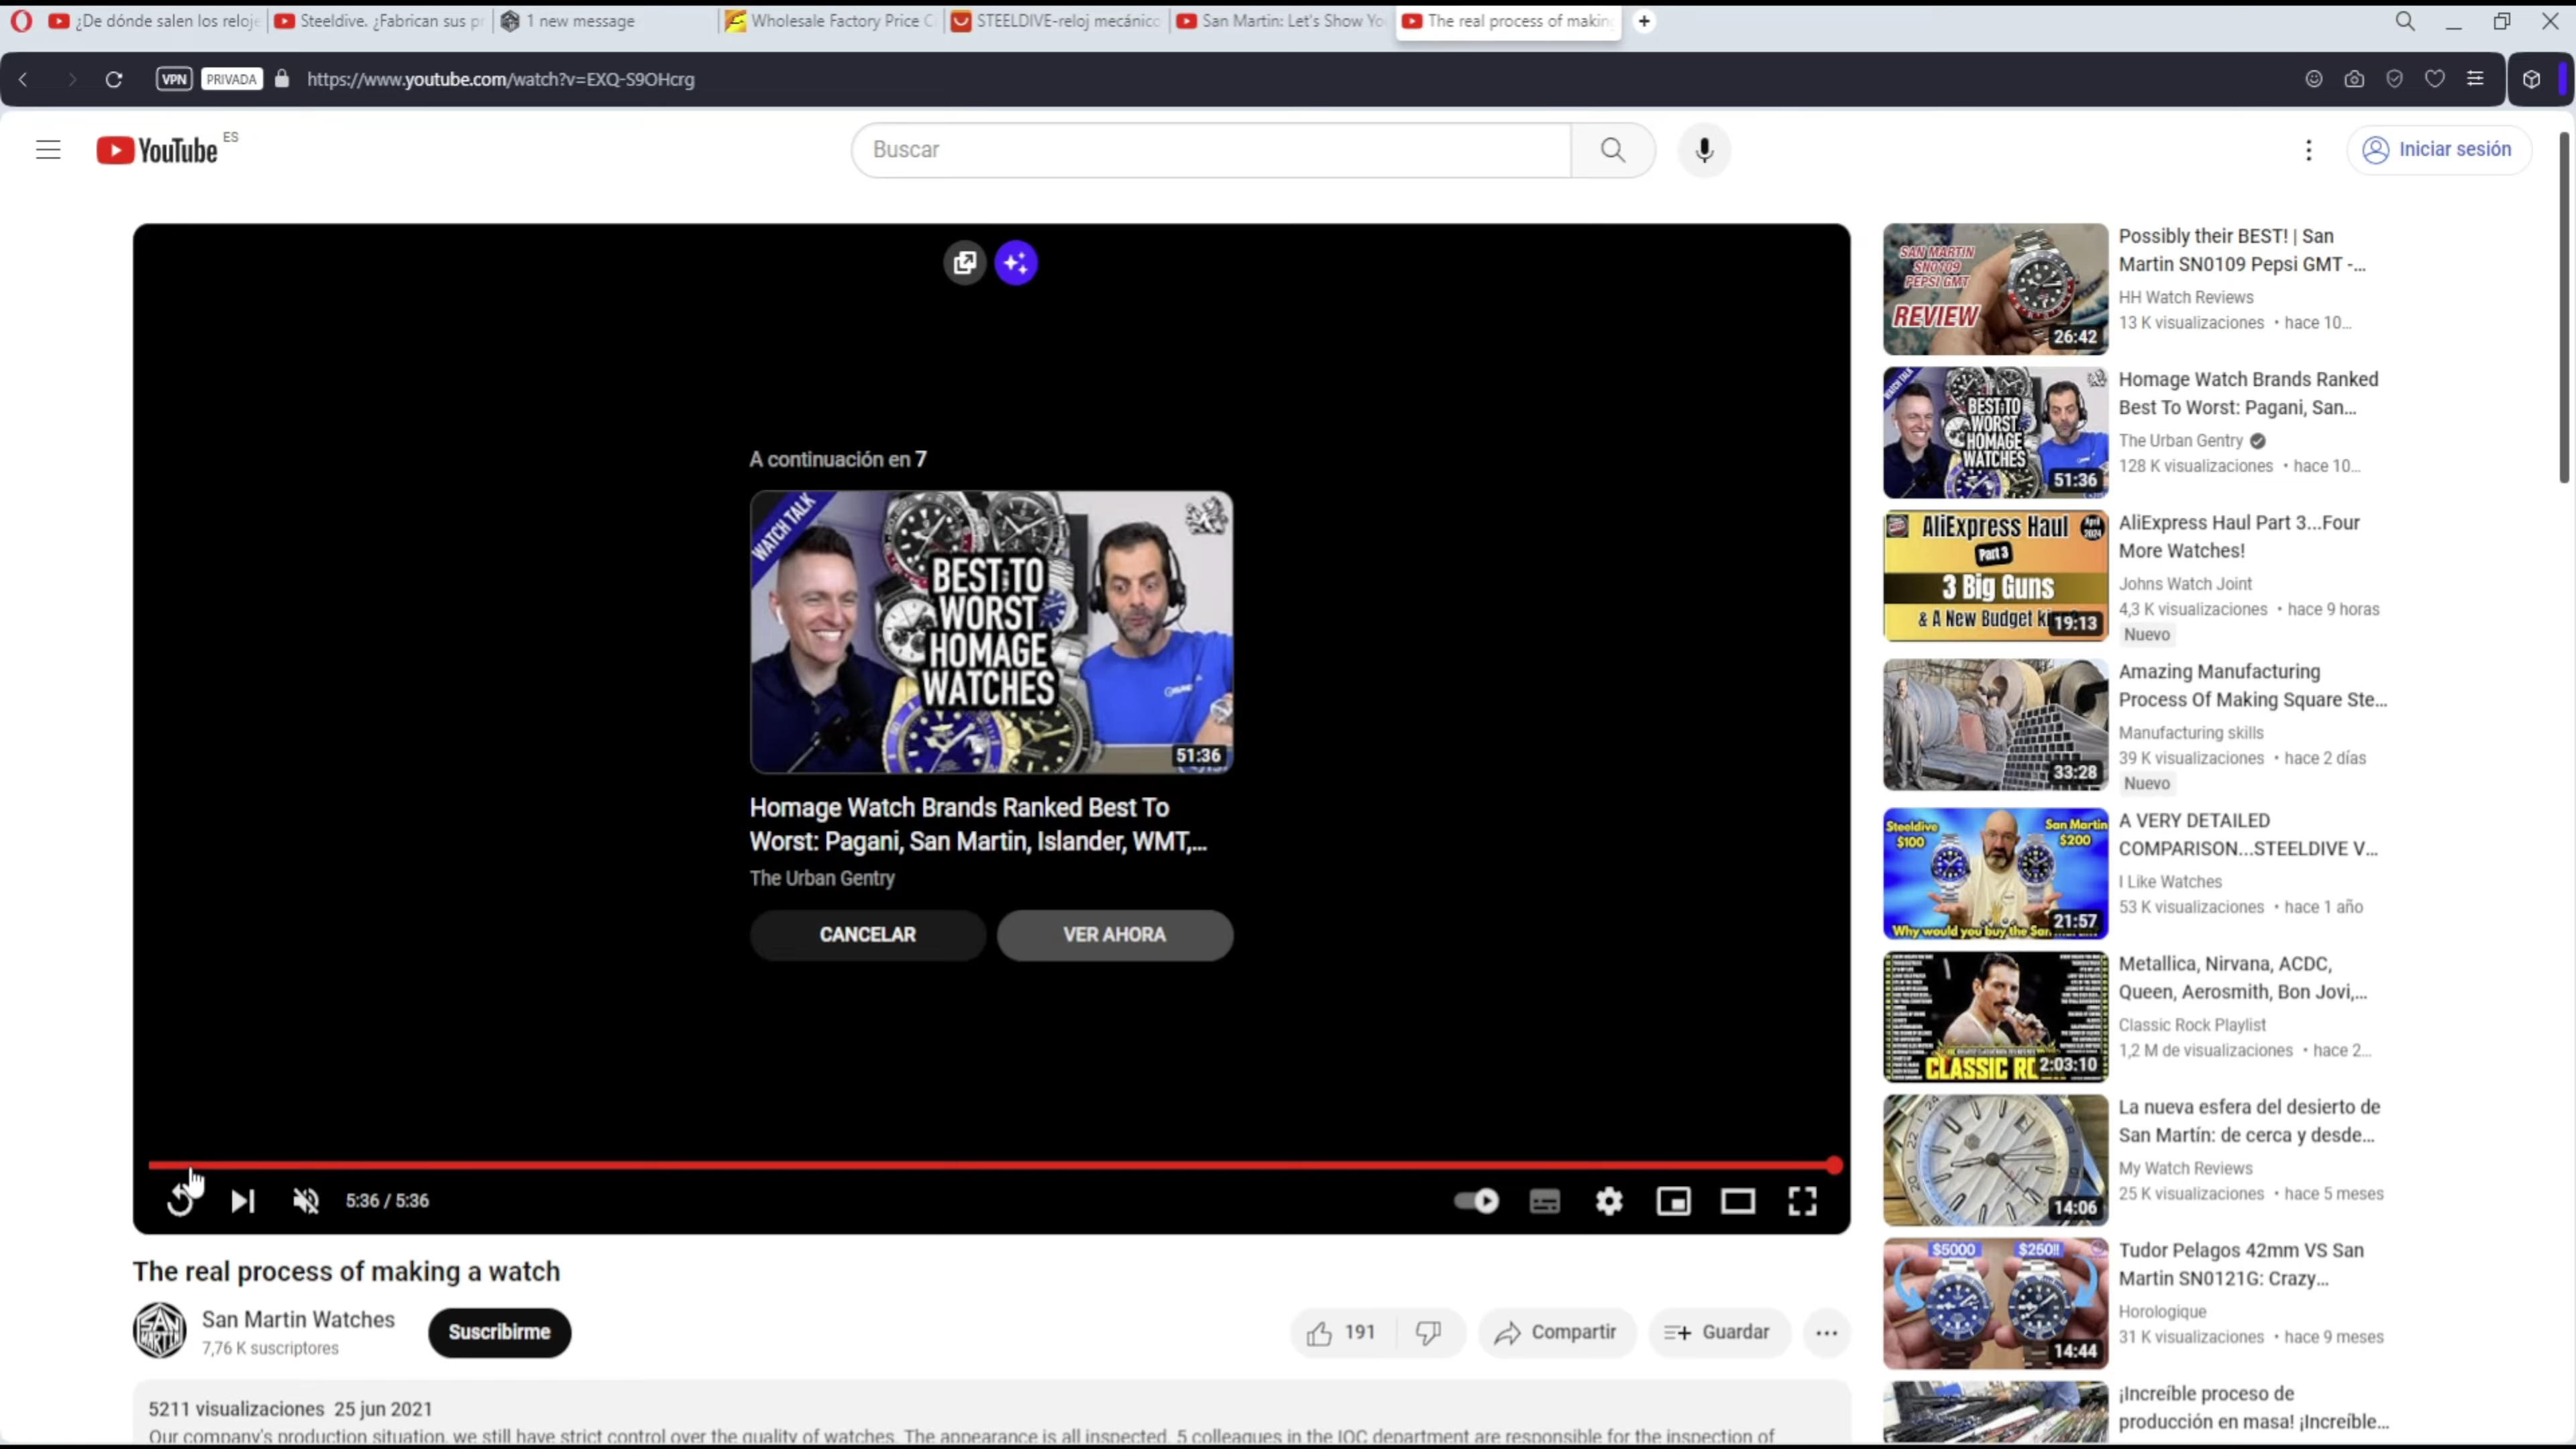 ¿De dónde salen los reloje
Steeldive. ¿Fabrican sus pr
1 new message
Wholesale Factory Price C
STEELDIVE-reloj mecánico
San Martin: Let's Show Yo
The real process of making
VPN
PRIVADA
https://www.youtube.com/watch?v=EXQ-S9OHcrg
YouTube ES
Buscar
Iniciar sesión
A continuación en 7
WATCH TALK
BEST TO
WORST
HOMAGE
WATCHES
51:36
Homage Watch Brands Ranked Best To
Worst: Pagani, San Martin, Islander, WMT,...
The Urban Gentry
CANCELAR
VER AHORA
5:36 / 5:36
The real process of making a watch
SAN MARTIN
San Martin Watches
7,76 K suscriptores
Suscribirme
191
Compartir
Guardar
5211 visualizaciones 25 jun 2021
Our company's production situation, we still have strict control over the quality of watches. The appearance is all inspected. 5 colleagues in the IQC department are responsible for the inspection of
SAN MARTIN
SN0109
PEPSI GMT
REVIEW
26:42
Possibly their BEST! | San
Martin SN0109 Pepsi GMT -...
HH Watch Reviews
13 K visualizaciones • hace 10...
WATCH TALK
BEST TO
WORST
HOMAGE
WATCHES
51:36
Homage Watch Brands Ranked
Best To Worst: Pagani, San...
The Urban Gentry
128 K visualizaciones • hace 10...
AliExpress Haul
April 2024
Part 3
3 Big Guns
& A New Budget Ki
19:13
AliExpress Haul Part 3...Four
More Watches!
Johns Watch Joint
4,3 K visualizaciones • hace 9 horas
Nuevo
33:28
Amazing Manufacturing
Process Of Making Square Ste...
Manufacturing skills
39 K visualizaciones • hace 2 días
Nuevo
Steeldive
$100
San Martin
$200
Why would you buy the San
21:57
A VERY DETAILED
COMPARISON...STEELDIVE V...
I Like Watches
53 K visualizaciones • hace 1 año
CLASSIC RO
2:03:10
Metallica, Nirvana, ACDC,
Queen, Aerosmith, Bon Jovi,...
Classic Rock Playlist
1,2 M de visualizaciones • hace 2...
24
22
20
14:06
La nueva esfera del desierto de
San Martín: de cerca y desde...
My Watch Reviews
25 K visualizaciones • hace 5 meses
$5000
$250!!
14:44
Tudor Pelagos 42mm VS San
Martin SN0121G: Crazy...
Horologique
31 K visualizaciones • hace 9 meses
¡Increíble proceso de
producción en masa! ¡Increíble...